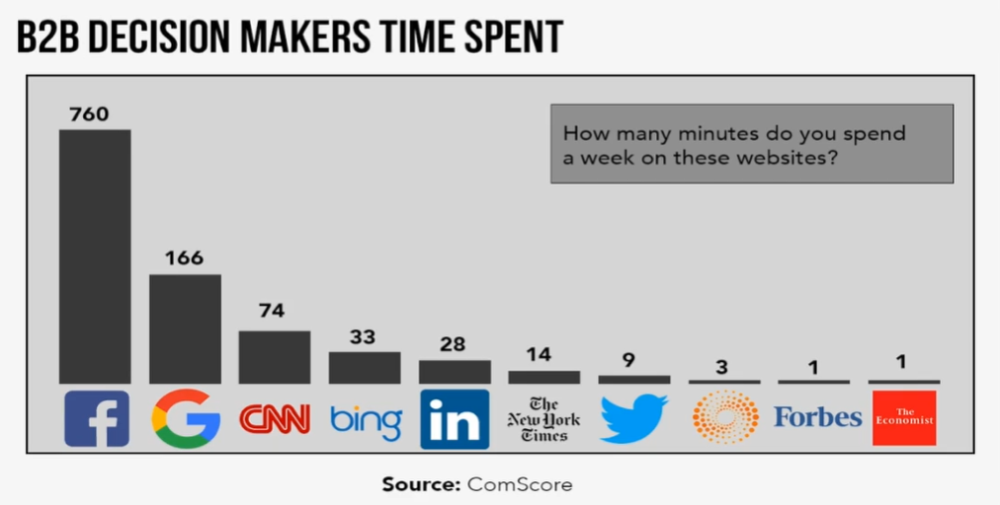 B2B DECISION MAKERS TIME SPENT
760
How many minutes do you spend
a week on these websites?
166
74
33
28
14
9
3
1
1
f
G
CNN
bing
in
The
New York
Times
Forbes
The
Economist
Source: ComScore